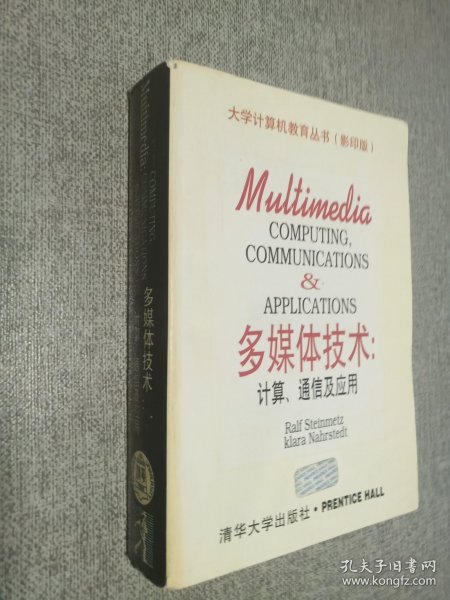 大学计算机教育丛书（影印版）
Multimedia
COMPUTING,
COMMUNICATIONS
&
APPLICATIONS
多媒体技术:
计算、通信及应用
Ralf Steinmetz
klara Nahrstedt
清华大学出版社·PRENTICE HALL
Multimedia:
COMPUTING
多媒体技术
孔夫子旧书网
www.kongfz.com